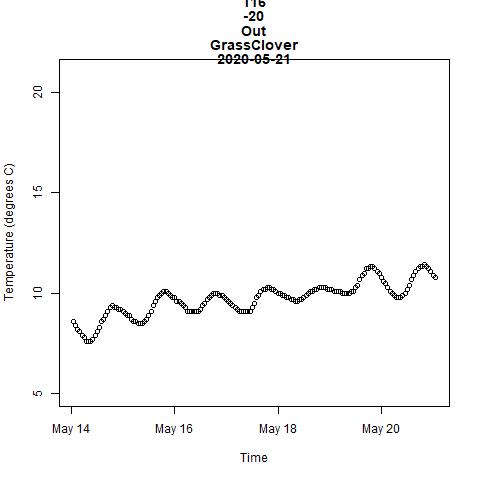 T16
-20
Out
GrassClover
2020-05-21
Temperature (degrees C)
20
15
10
5
May 14
May 16
May 18
May 20
Time